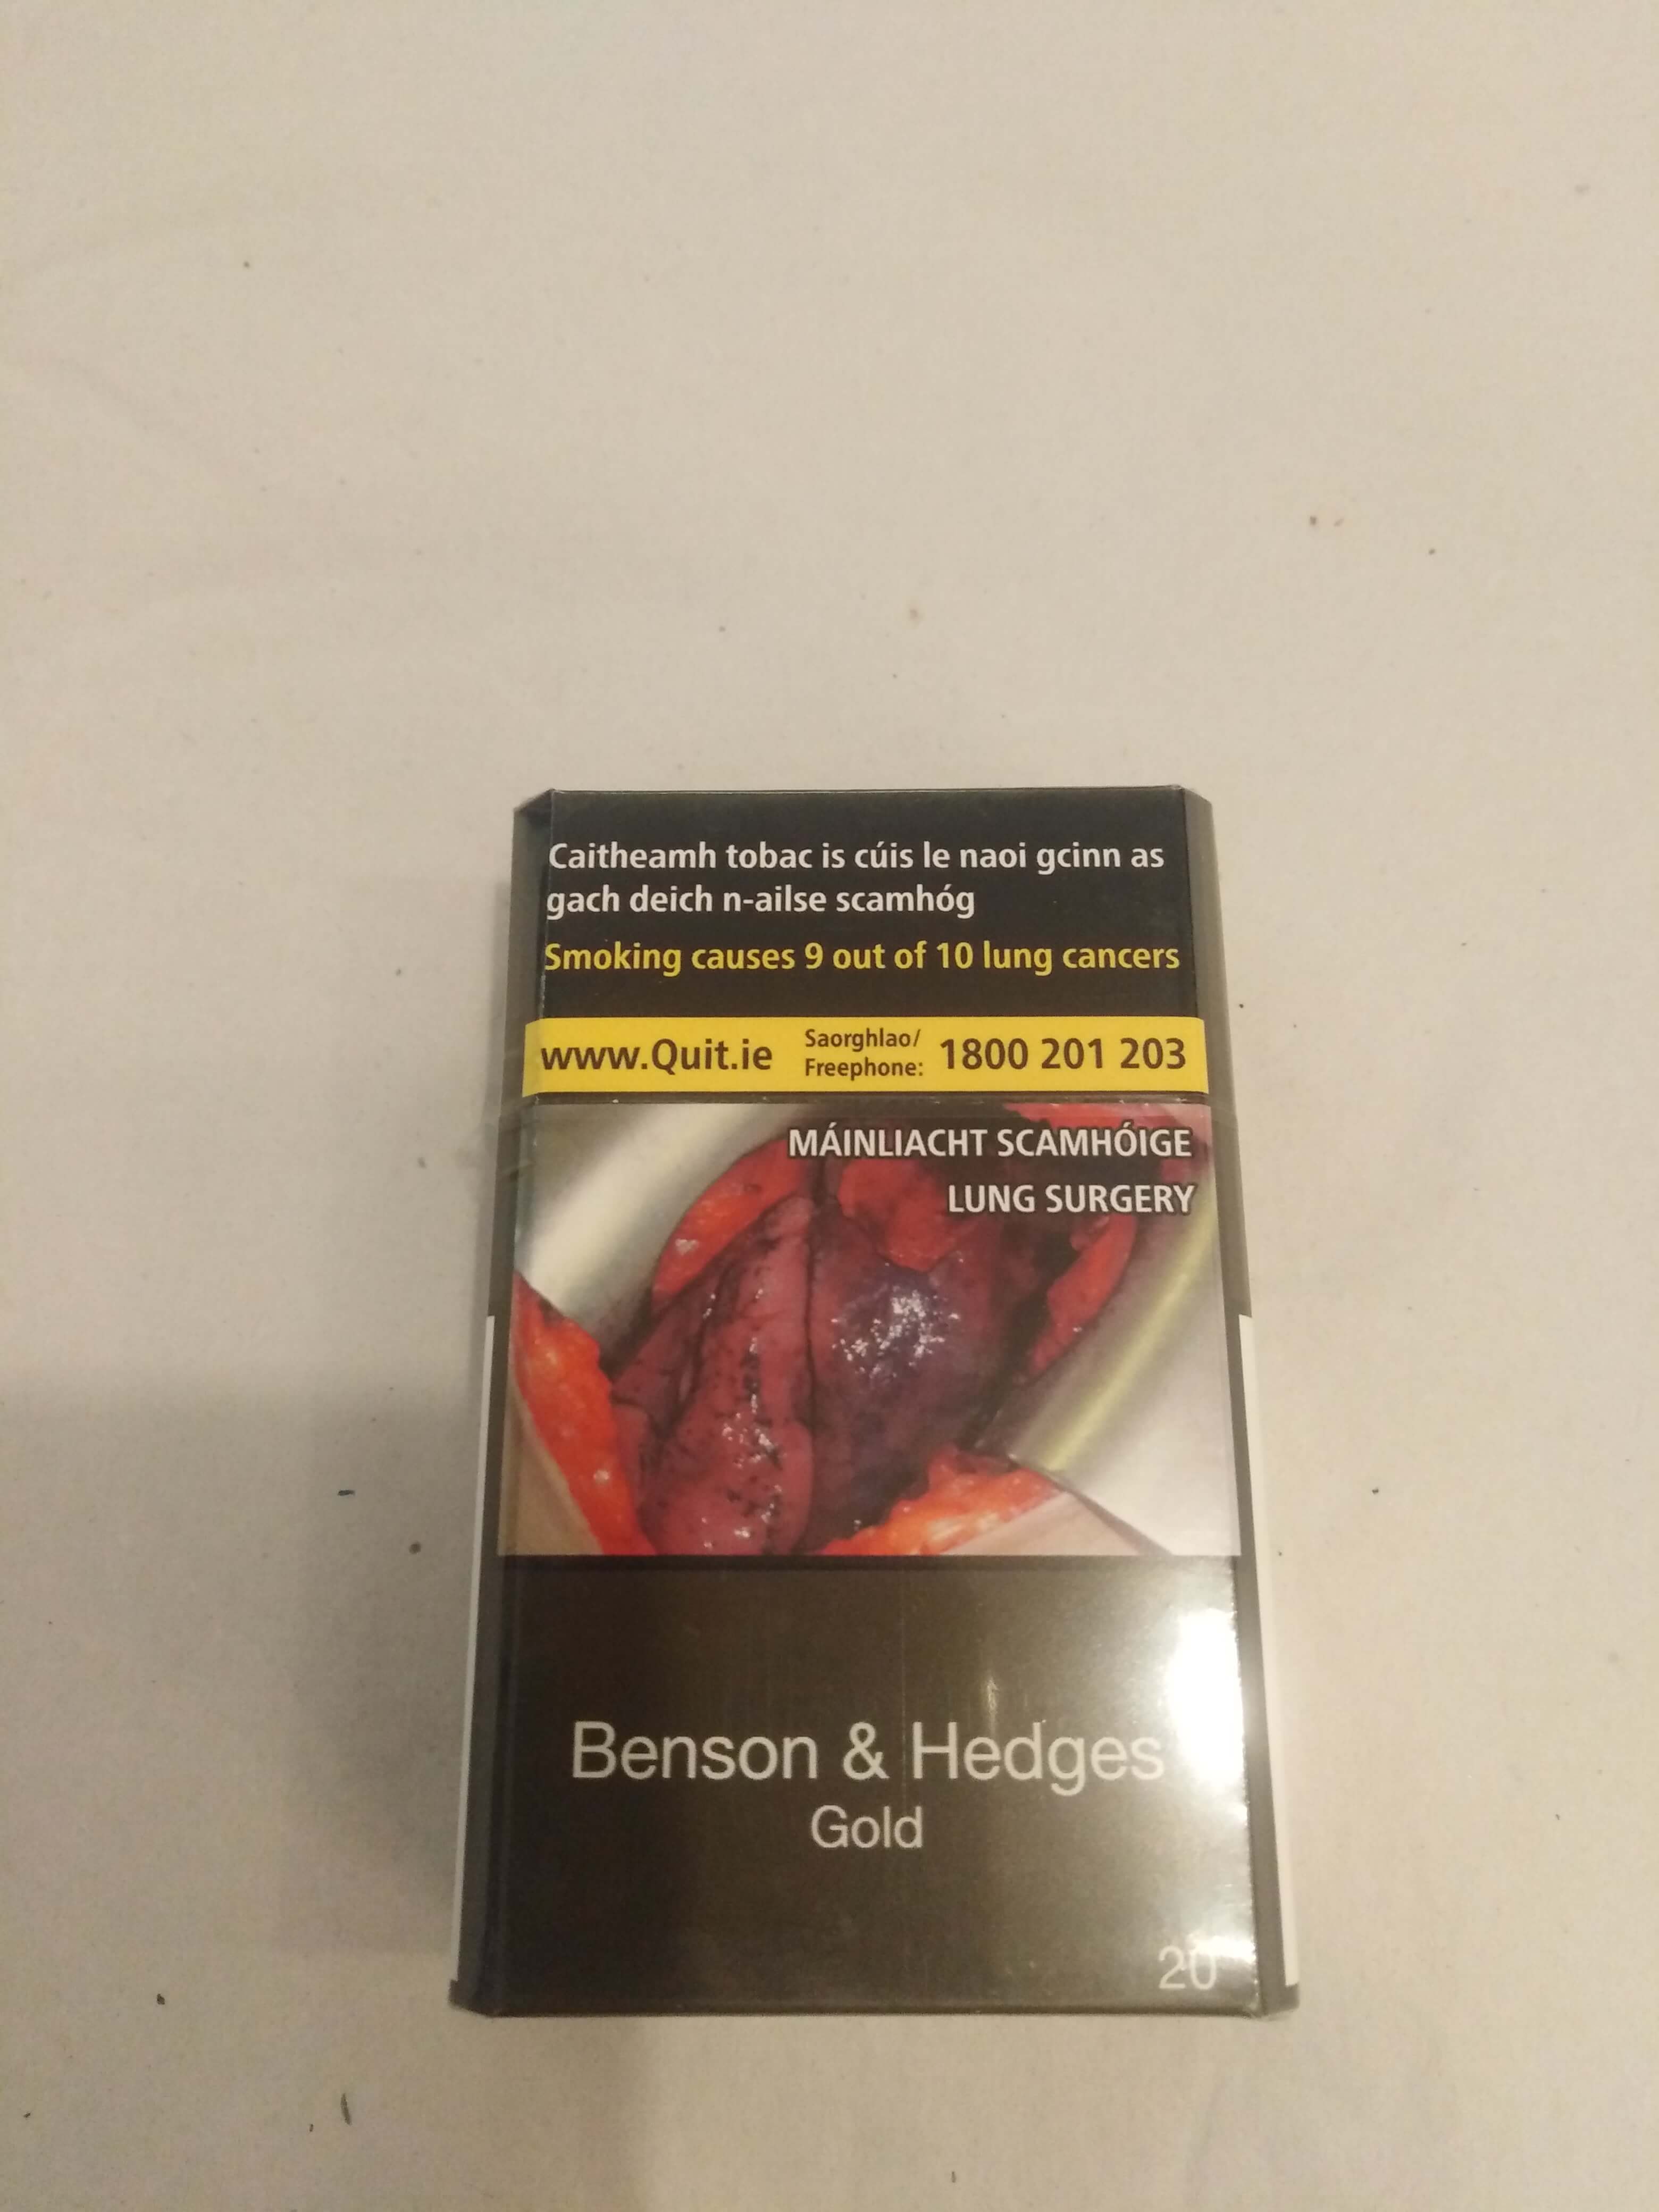 Caitheamh tobac is cúis le naoi gcinn as
gach deich n-ailse scamhóg
Smoking causes 9 out of 10 lung cancers
www.Quit.ie Saorghlao/
Freephone: 1800 201 203
MÁINLIACHT SCAMHÓIGE
LUNG SURGERY
Benson & Hedges
Gold
20